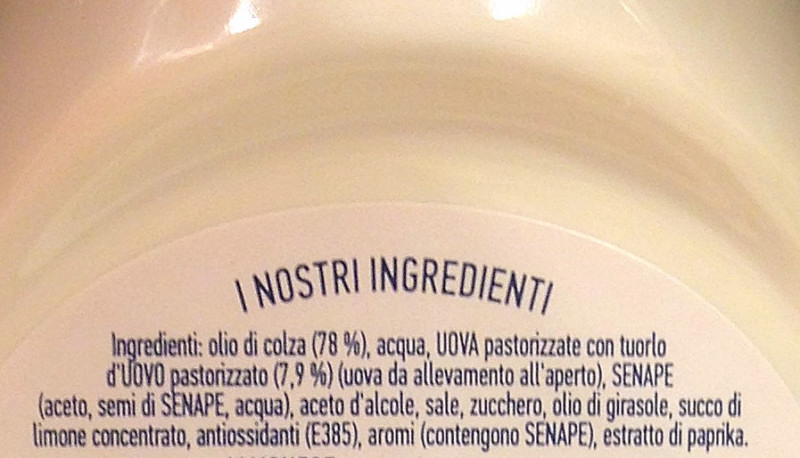 I NOSTRI INGREDIENTI
Ingredienti: olio di colza (78 %), acqua, UOVA pastorizzate con tuorlo
d'UOVO pastorizzato (7,9 %) (uova da allevamento all'aperto), SENAPE
(aceto, semi di SENAPE, acqua), aceto d'alcole, sale, zucchero, olio di girasole, succo di
limone concentrato, antiossidanti (E385), aromi (contengono SENAPE), estratto di paprika.